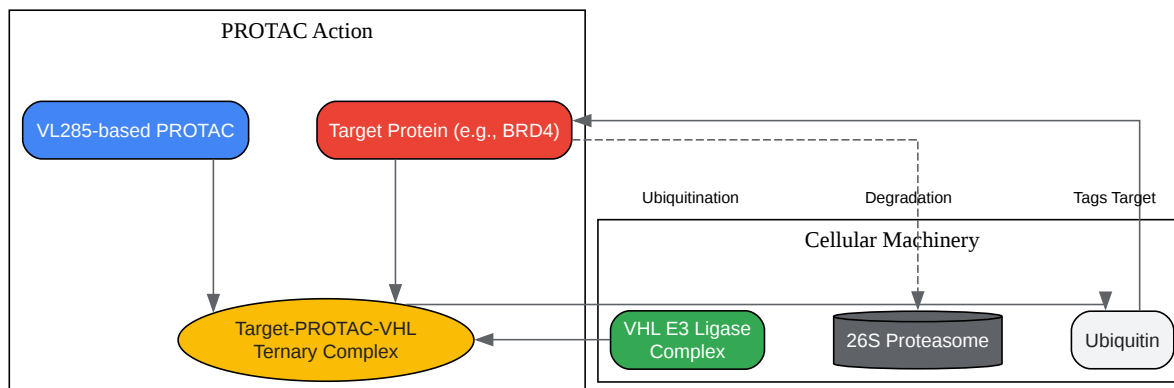 PROTAC Action
VL285-based PROTAC
Target Protein (e.g., BRD4)
Ubiquitination
Degradation
Tags Target
Cellular Machinery
Target-PROTAC-VHL
Ternary Complex
VHL E3 Ligase
Complex
26S Proteasome
Ubiquitin